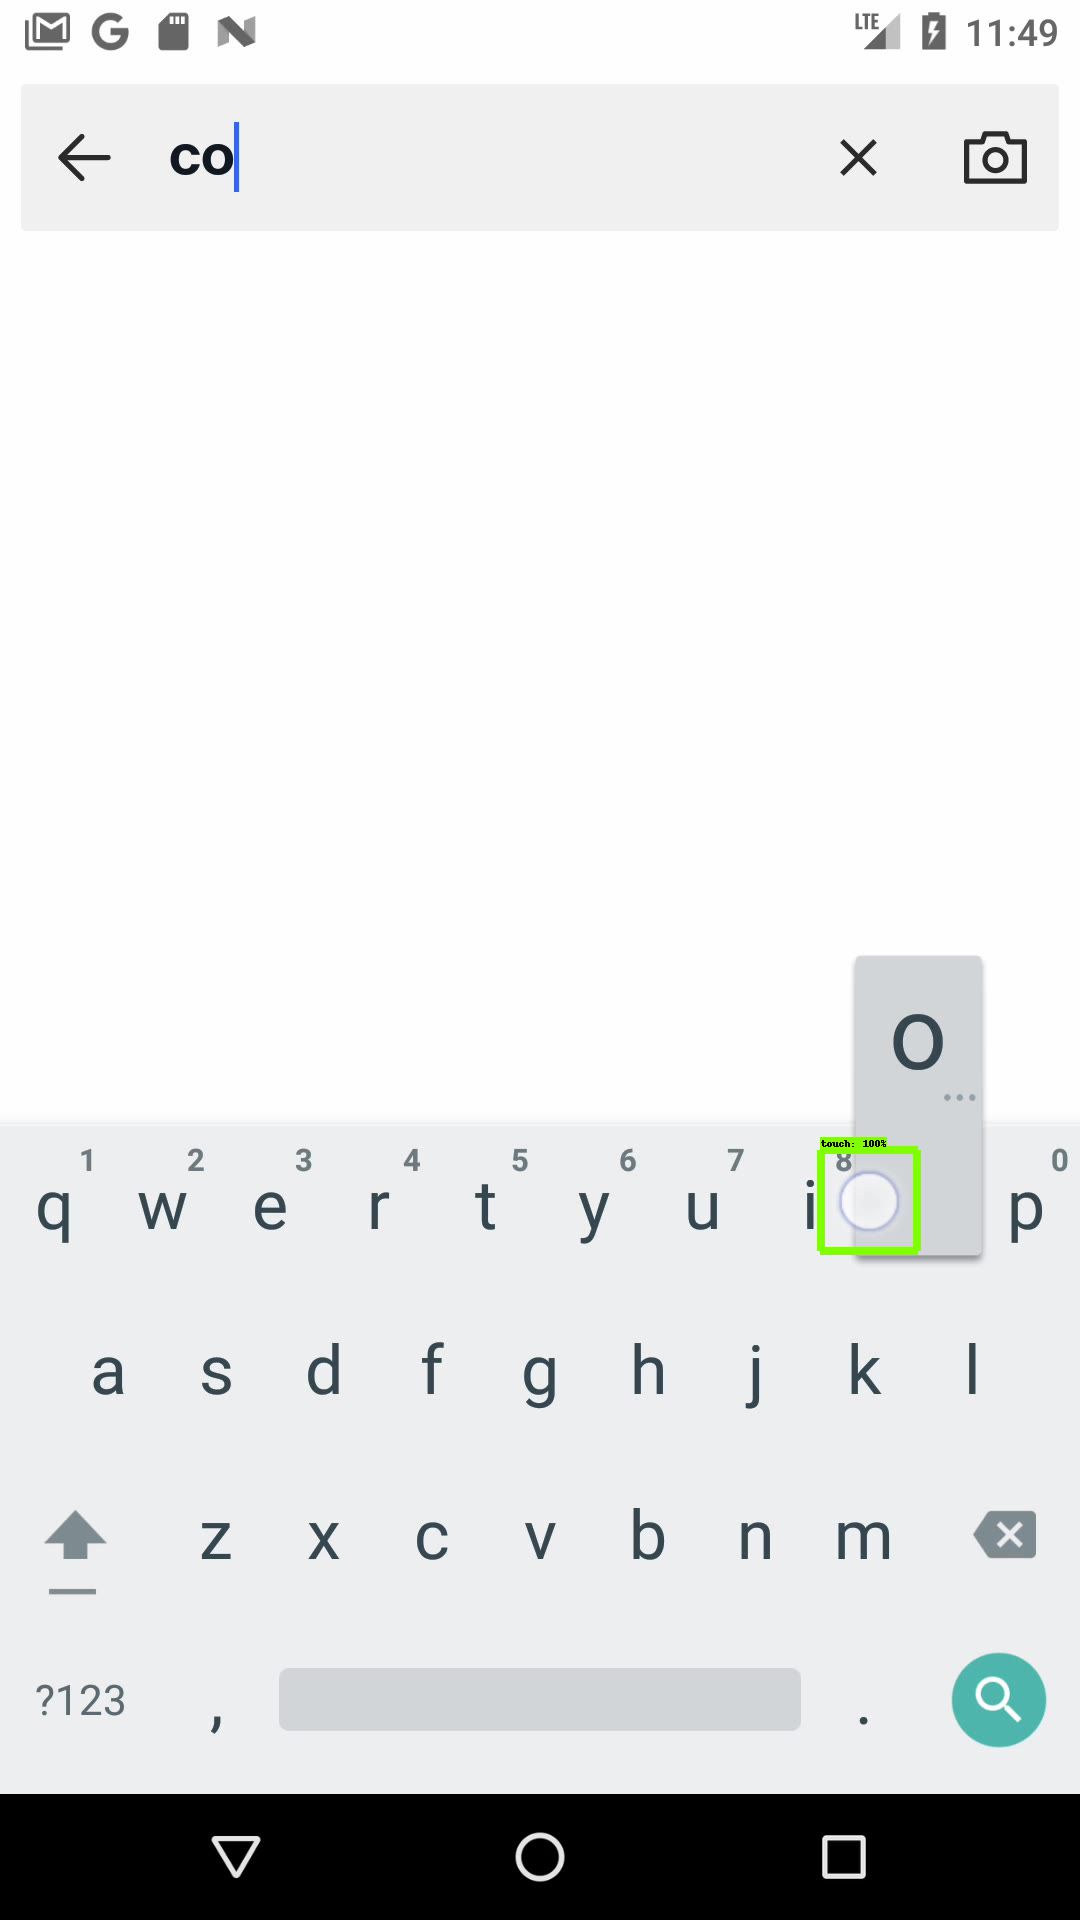 LTE 11:49
co
o
...
touch: 100%
1 2 3 4 5 6 7 8 0
q w e r t y u i p
a s d f g h j k l
z x c v b n m
?123 , .